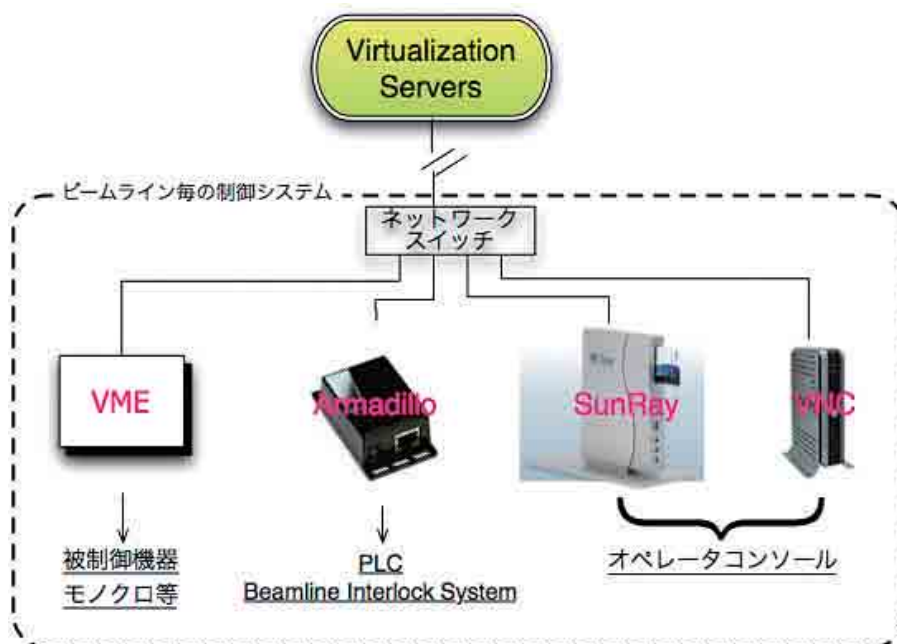 Virtualization
Servers
ビームライン毎の制御システム
ネットワーク
スイッチ
VME
Armadillo
SunRay
VNC
被制御機器
モノクロ等
PLC
Beamline Interlock System
オペレータコンソール